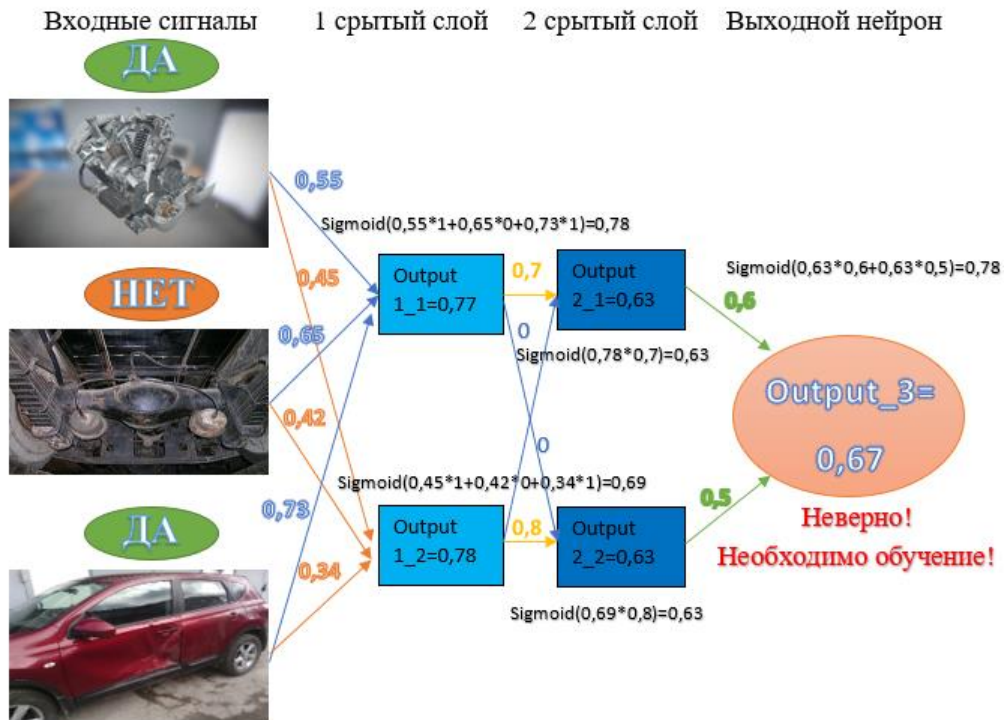 Входные сигналы
1 срытый слой
2 срытый слой
Выходной нейрон
ДА
0,55
Sigmoid(0,55*1+0,65*0+0,73*1)=0,78
0,45
Output
1_1=0,77
0,7
Output
2_1=0,63
Sigmoid(0,63*0,6+0,63*0,5)=0,78
0,6
НЕТ
0,65
0
Sigmoid(0,78*0,7)=0,63
0,42
0
Output_3=
0,67
Sigmoid(0,45*1+0,42*0+0,34*1)=0,69
ДА
0,73
Output
1_2=0,78
0,8
Output
2_2=0,63
0,5
Неверно!
Необходимо обучение!
0,34
Sigmoid(0,69*0,8)=0,63